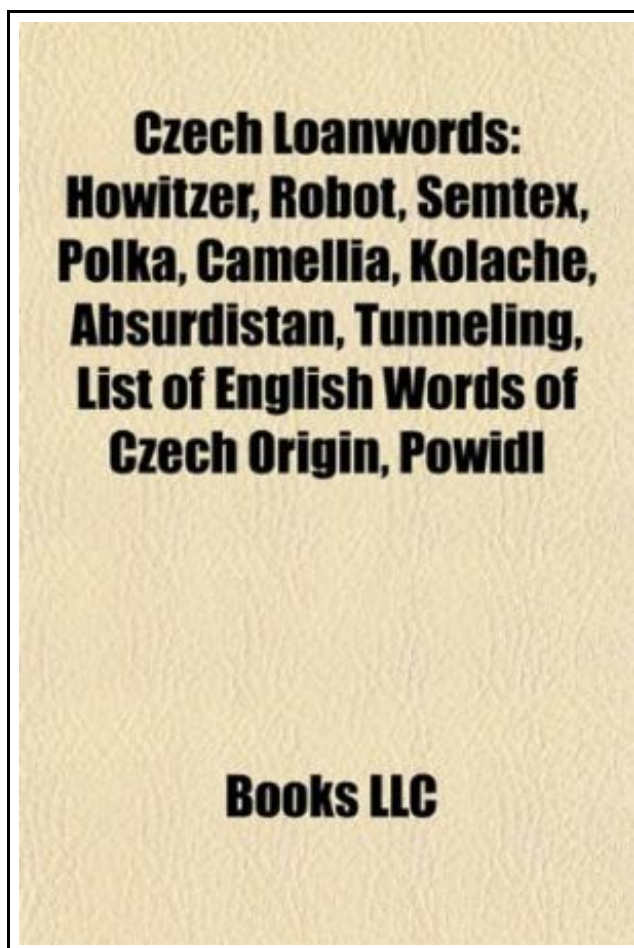 Czech Loanwords:
Howitzer, Robot, Semtex,
Polka, Camellia, Kolache,
Absurdistan, Tunneling,
List of English Words of
Czech Origin, Powidl
Books LLC